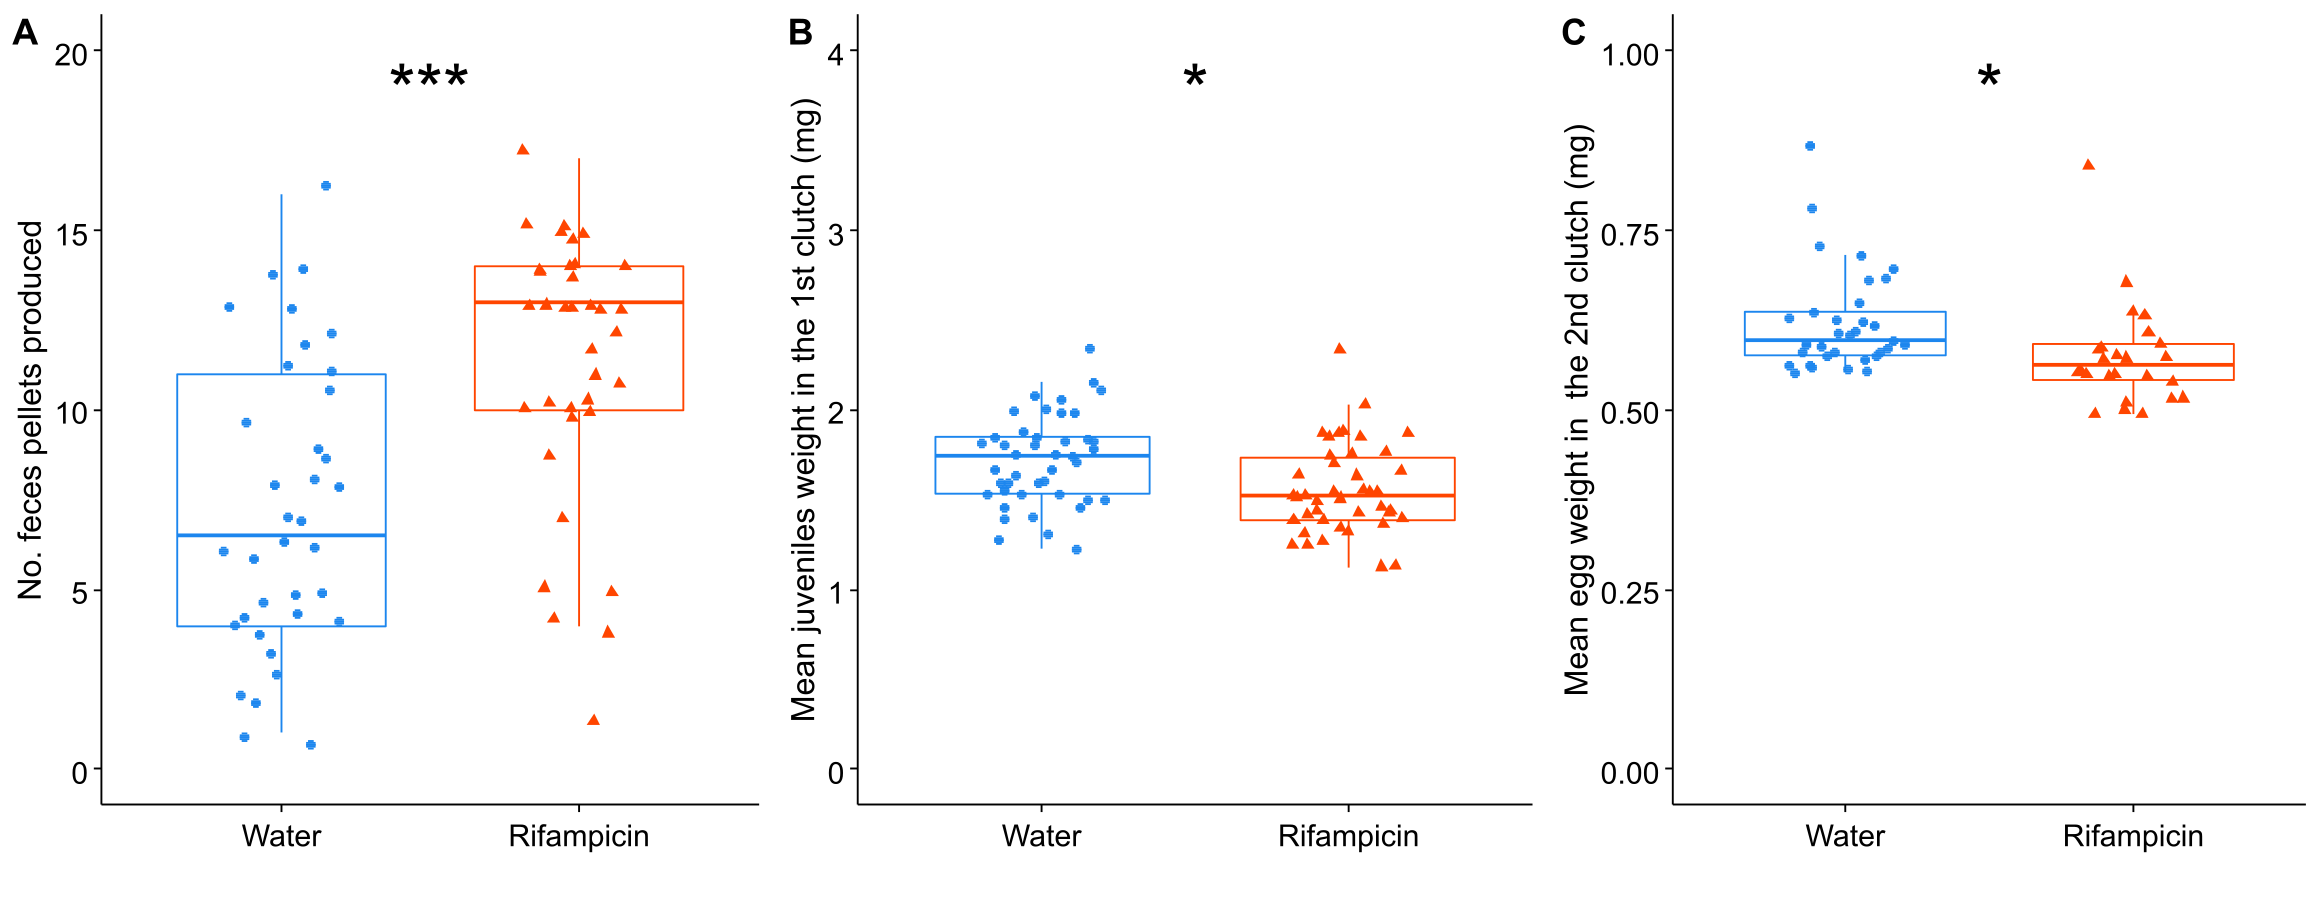 A
***
20
15
10
5
0
No. feces pellets produced
Water
Rifampicin
B
*
4
3
2
1
0
Mean juveniles weight in the 1st clutch (mg)
Water
Rifampicin
C
*
1.00
0.75
0.50
0.25
0.00
Mean egg weight in the 2nd clutch (mg)
Water
Rifampicin